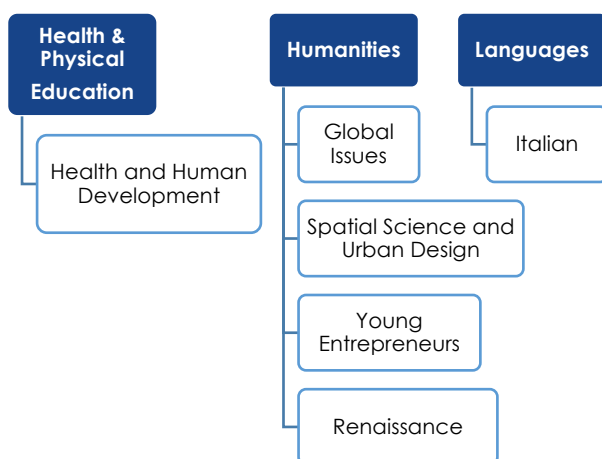 Health &
Physical
Education
Health and Human
Development
Humanities
Global
Issues
Spatial Science and
Urban Design
Young
Entrepreneurs
Renaissance
Languages
Italian